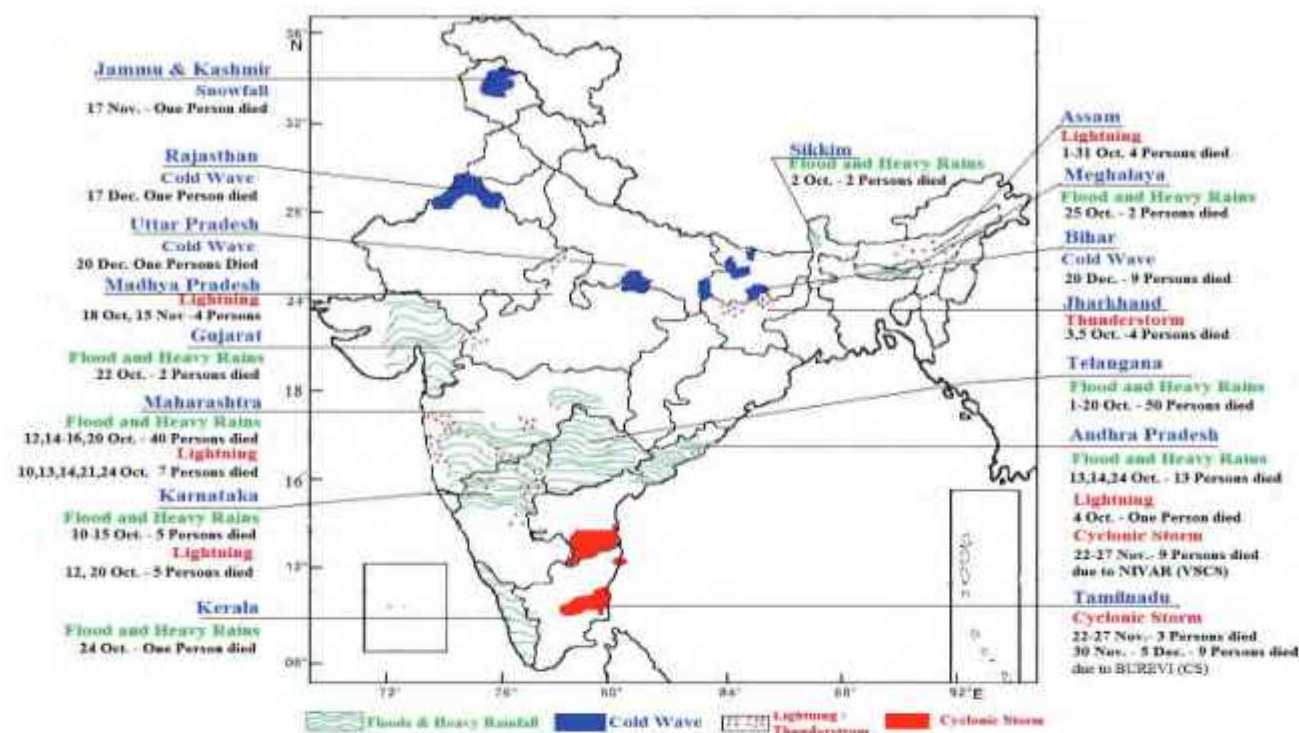 36°
N
32°
28°
24°
18°
16°
12°
08°
Jammu & Kashmir
Snowfall
17 Nov. - One Person died
Rajasthan
Cold Wave
17 Dec. One Person died
Uttar Pradesh
Cold Wave
20 Dec. One Persons Died
Madhya Pradesh
Lightning
18 Oct, 15 Nov -4 Persons
Gujarat
Flood and Heavy Rains
22 Oct. - 2 Persons died
Maharashtra
Flood and Heavy Rains
12,14-16,20 Oct. - 40 Persons died
Lightning
10,13,14,21,24 Oct. 7 Persons died
Karnataka
Flood and Heavy Rains
10-15 Oct. - 5 Persons died
Lightning
12, 20 Oct. - 5 Persons died
Kerala
Flood and Heavy Rains
24 Oct. - One Person died
Sikkim
Flood and Heavy Rains
2 Oct. - 2 Persons died
Assam
Lightning
1-31 Oct. 4 Persons died
Meghalaya
Flood and Heavy Rains
25 Oct. - 2 Persons died
Bihar
Cold Wave
20 Dec. - 9 Persons died
Jharkhand
Thunderstorm
3,5 Oct. -4 Persons died
Telangana
Flood and Heavy Rains
1-20 Oct. - 50 Persons died
Andhra Pradesh
Flood and Heavy Rains
13,14,24 Oct. - 13 Persons died
Lightning
4 Oct. - One Person died
Cyclonic Storm
22-27 Nov.- 9 Persons died
due to NIVAR (VSCS)
Tamilnadu
Cyclonic Storm
22-27 Nov.- 3 Persons died
30 Nov. - 5 Dec. - 9 Persons died
due to BUREVI (CS)
72° 76° 80° 84° 88° 92° E
Floods & Heavy Rainfall Cold Wave Lightning / Cyclonic Storm
Thunderstrom